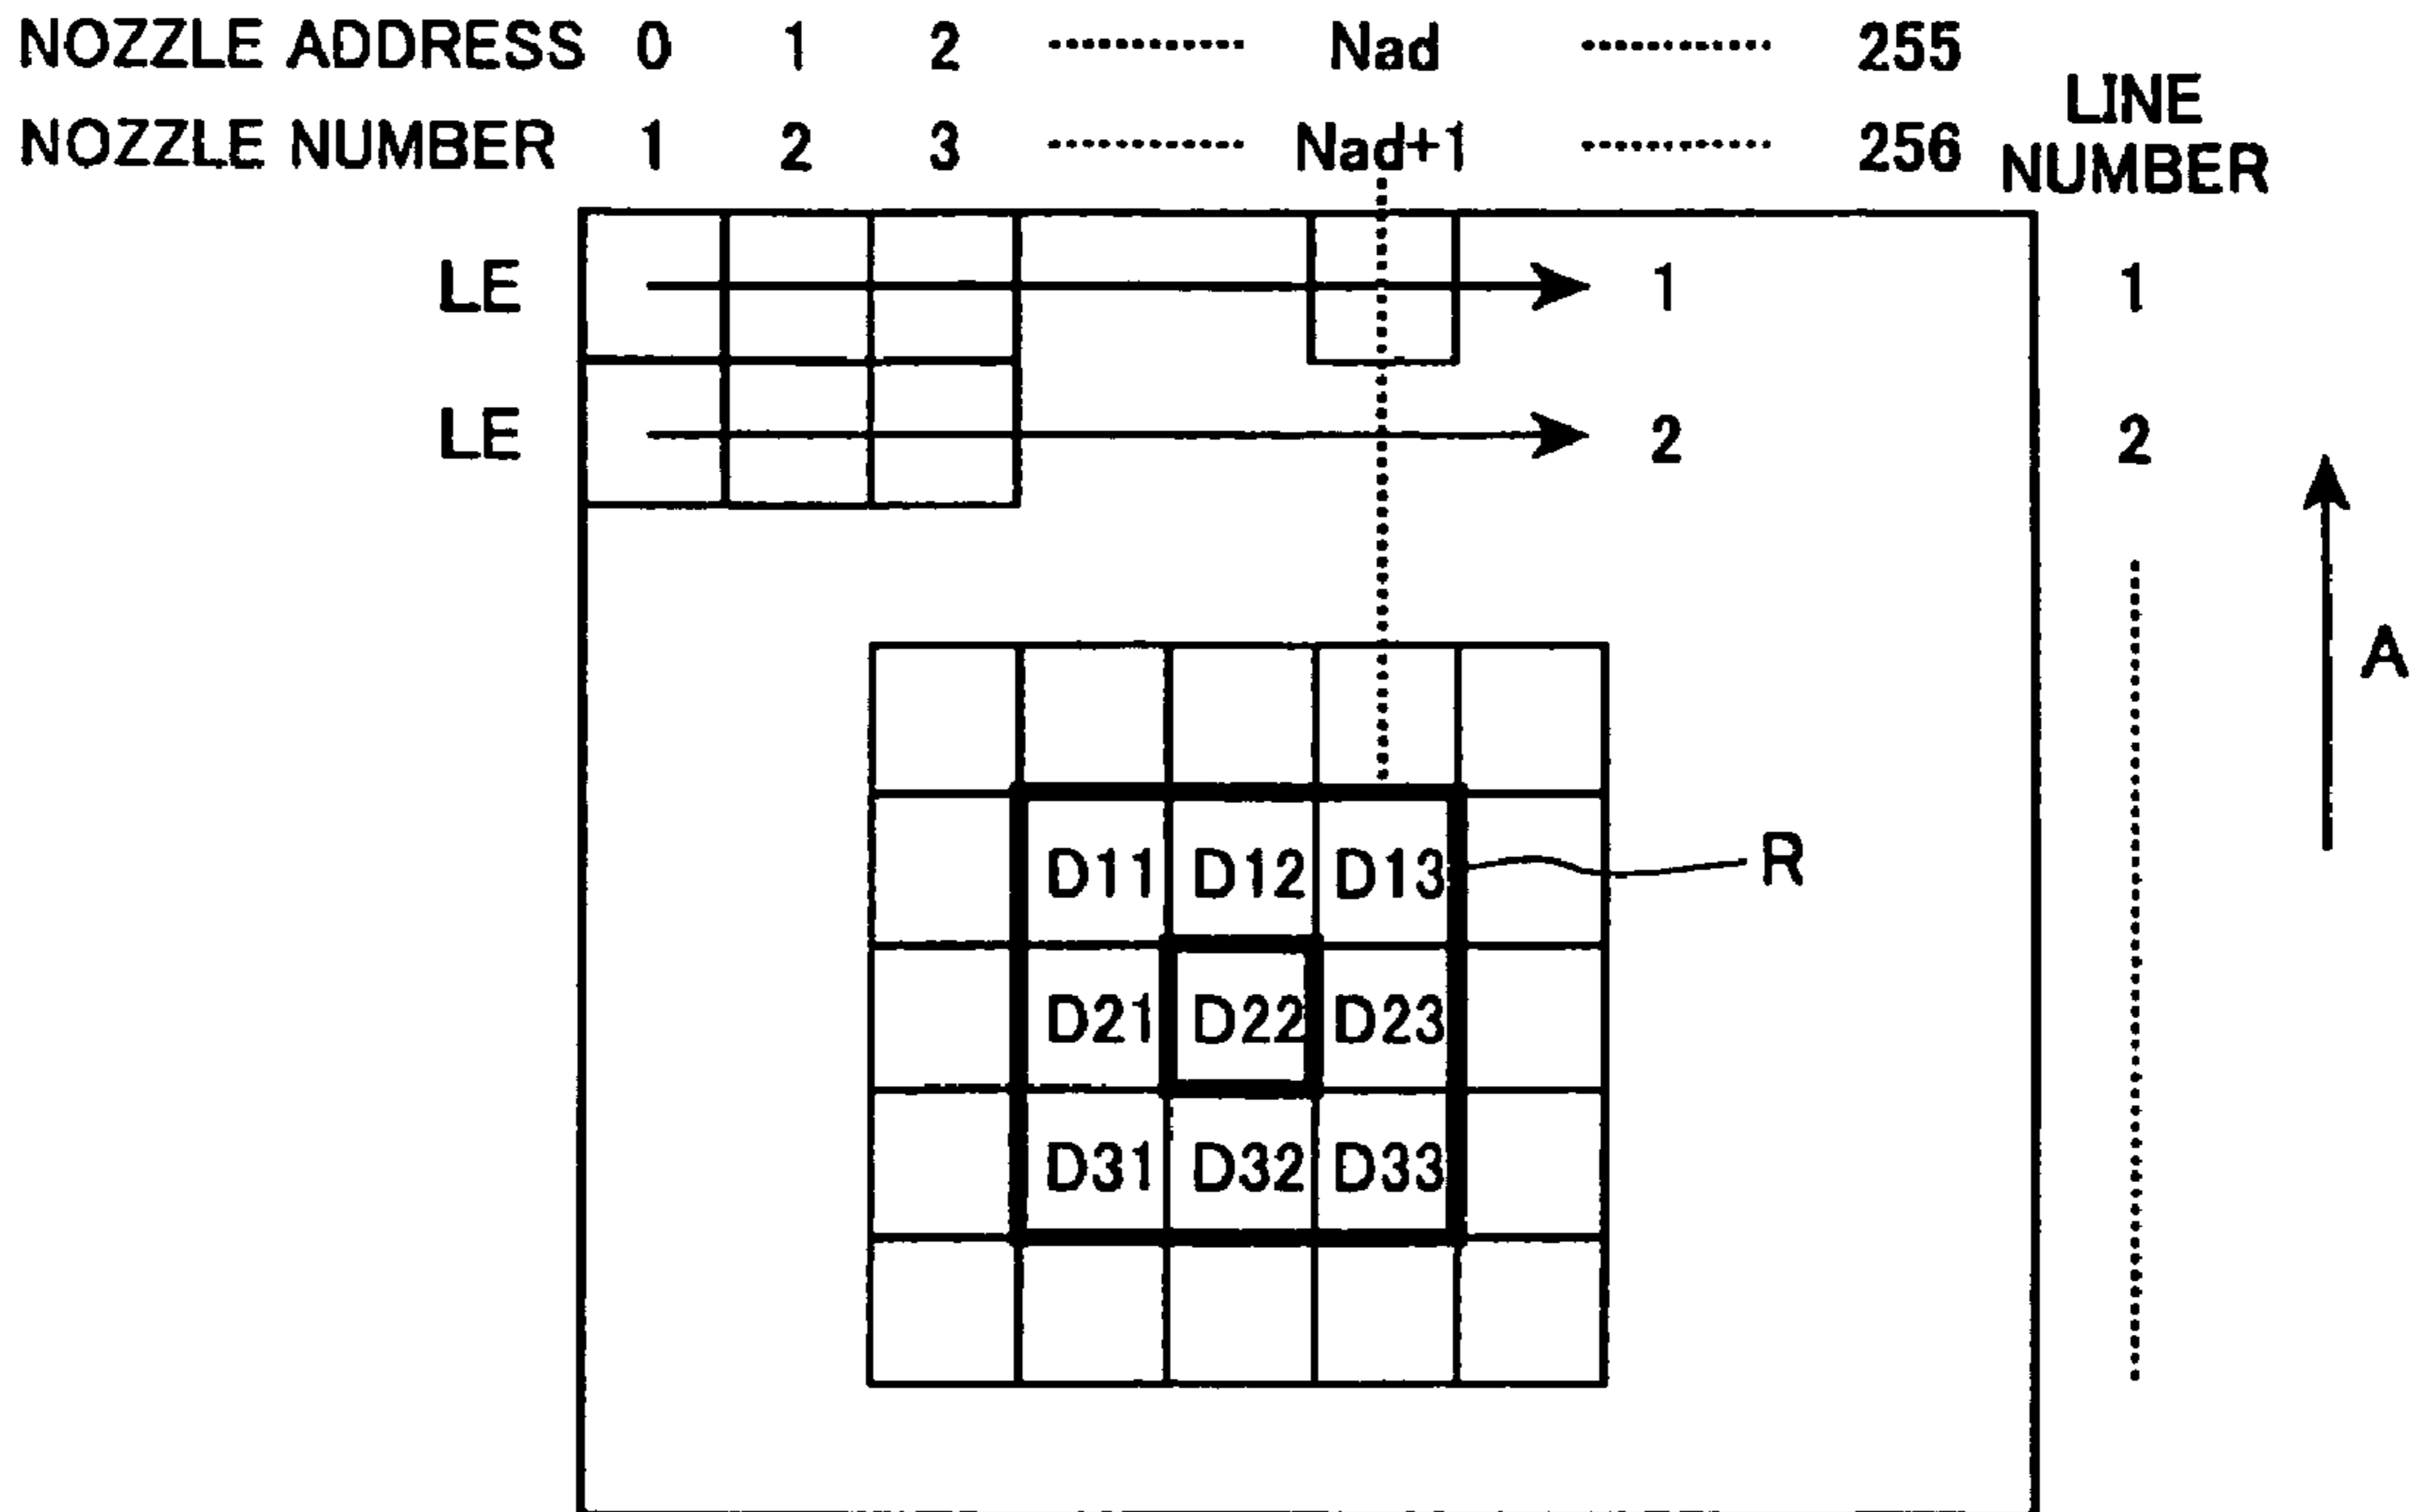 NOZZLE ADDRESS 0 1 2 Nad 255
NOZZLE NUMBER 1 2 3 Nad+1 256
LINE NUMBER
LE 1 1
LE 2 2
A
D11 D12 D13 R
D21 D22 D23
D31 D32 D33